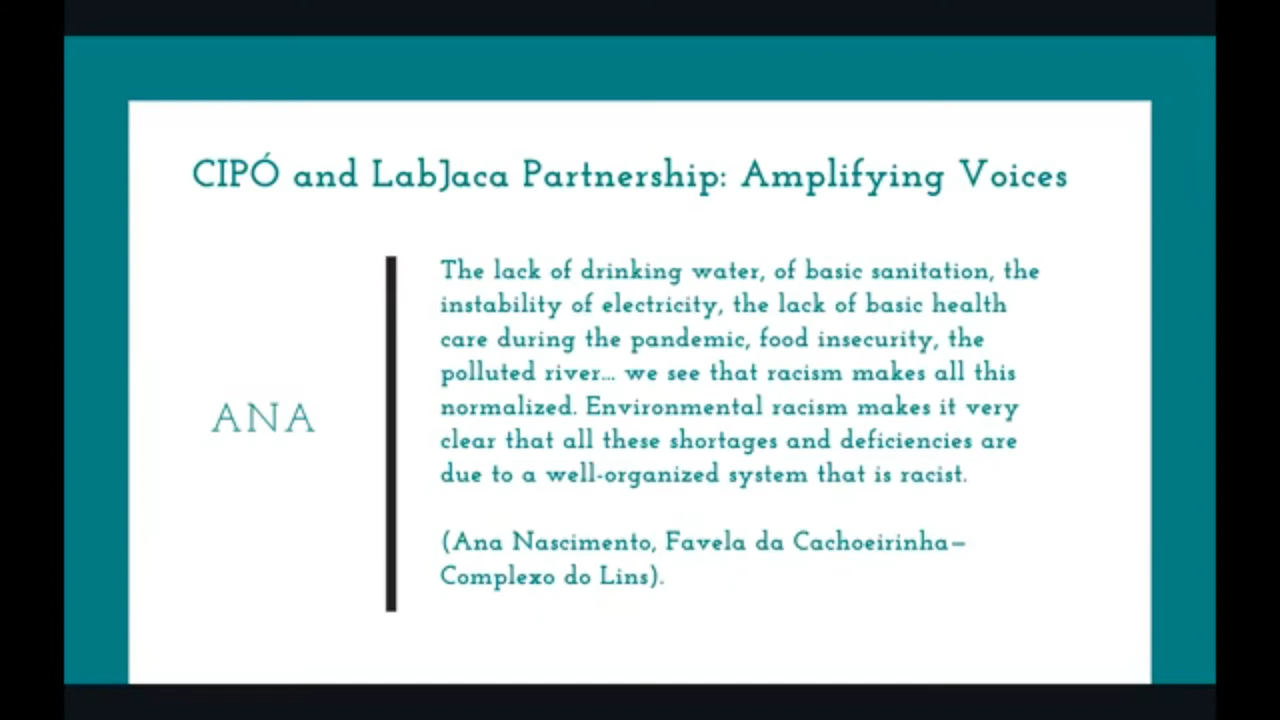 CIPÓ and LabJaca Partnership: Amplifying Voices
ANA
The lack of drinking water, of basic sanitation, the
instability of electricity, the lack of basic health
care during the pandemic, food insecurity, the
polluted river... we see that racism makes all this
normalized. Environmental racism makes it very
clear that all these shortages and deficiencies are
due to a well-organized system that is racist.
(Ana Nascimento, Favela da Cachoeirinha–
Complexo do Lins).